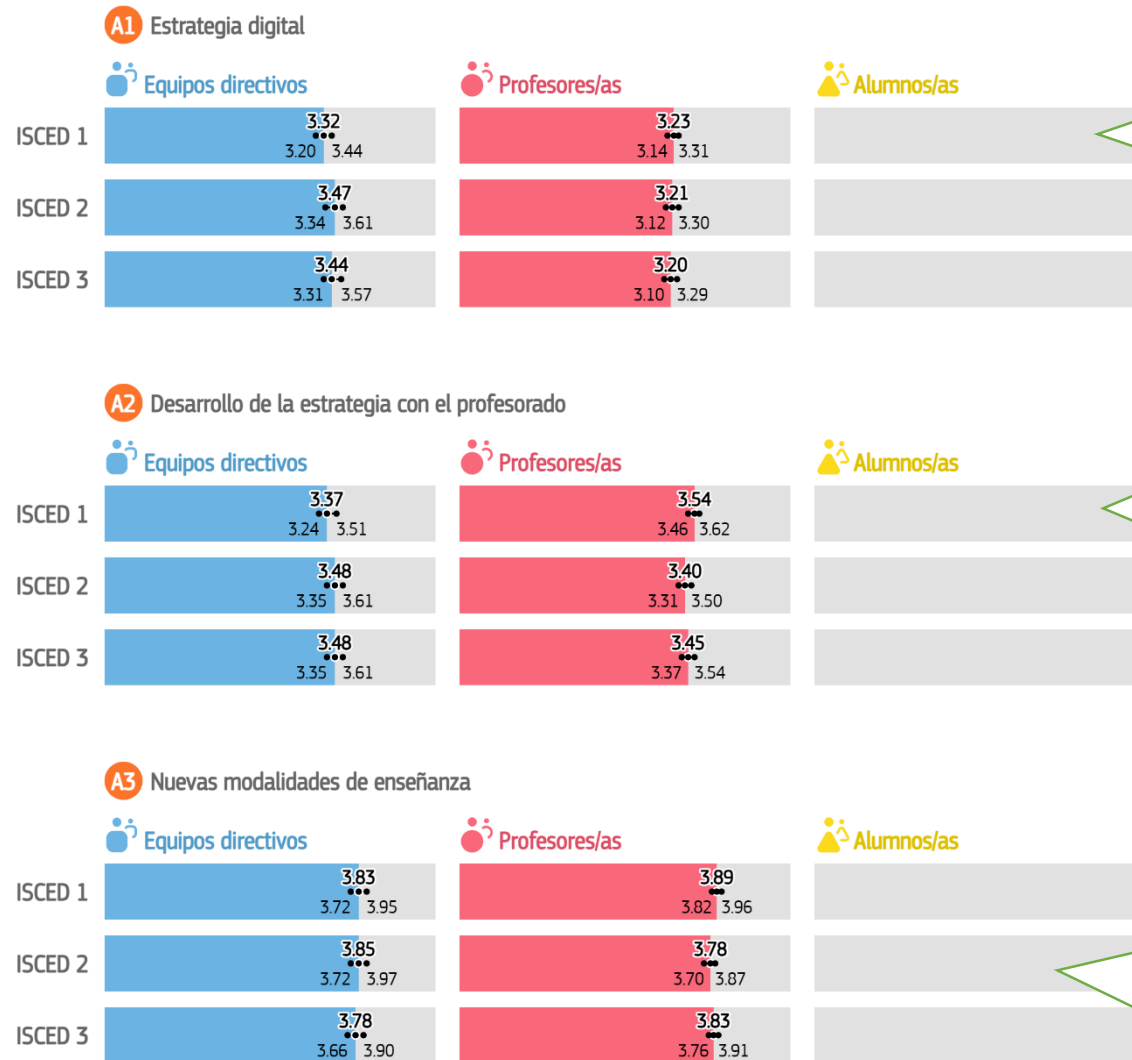 A1 Estrategia digital
Equipos directivos Profesores/as Alumnos/as
ISCED 1 3.32 3.20 3.44 3.23 3.14 3.31
ISCED 2 3.47 3.34 3.61 3.21 3.12 3.30
ISCED 3 3.44 3.31 3.57 3.20 3.10 3.29
A2 Desarrollo de la estrategia con el profesorado
Equipos directivos Profesores/as Alumnos/as
ISCED 1 3.37 3.24 3.51 3.54 3.46 3.62
ISCED 2 3.48 3.35 3.61 3.40 3.31 3.50
ISCED 3 3.48 3.35 3.61 3.45 3.37 3.54
A3 Nuevas modalidades de enseñanza
Equipos directivos Profesores/as Alumnos/as
ISCED 1 3.83 3.72 3.95 3.89 3.82 3.96
ISCED 2 3.85 3.72 3.97 3.78 3.70 3.87
ISCED 3 3.78 3.66 3.90 3.83 3.76 3.91